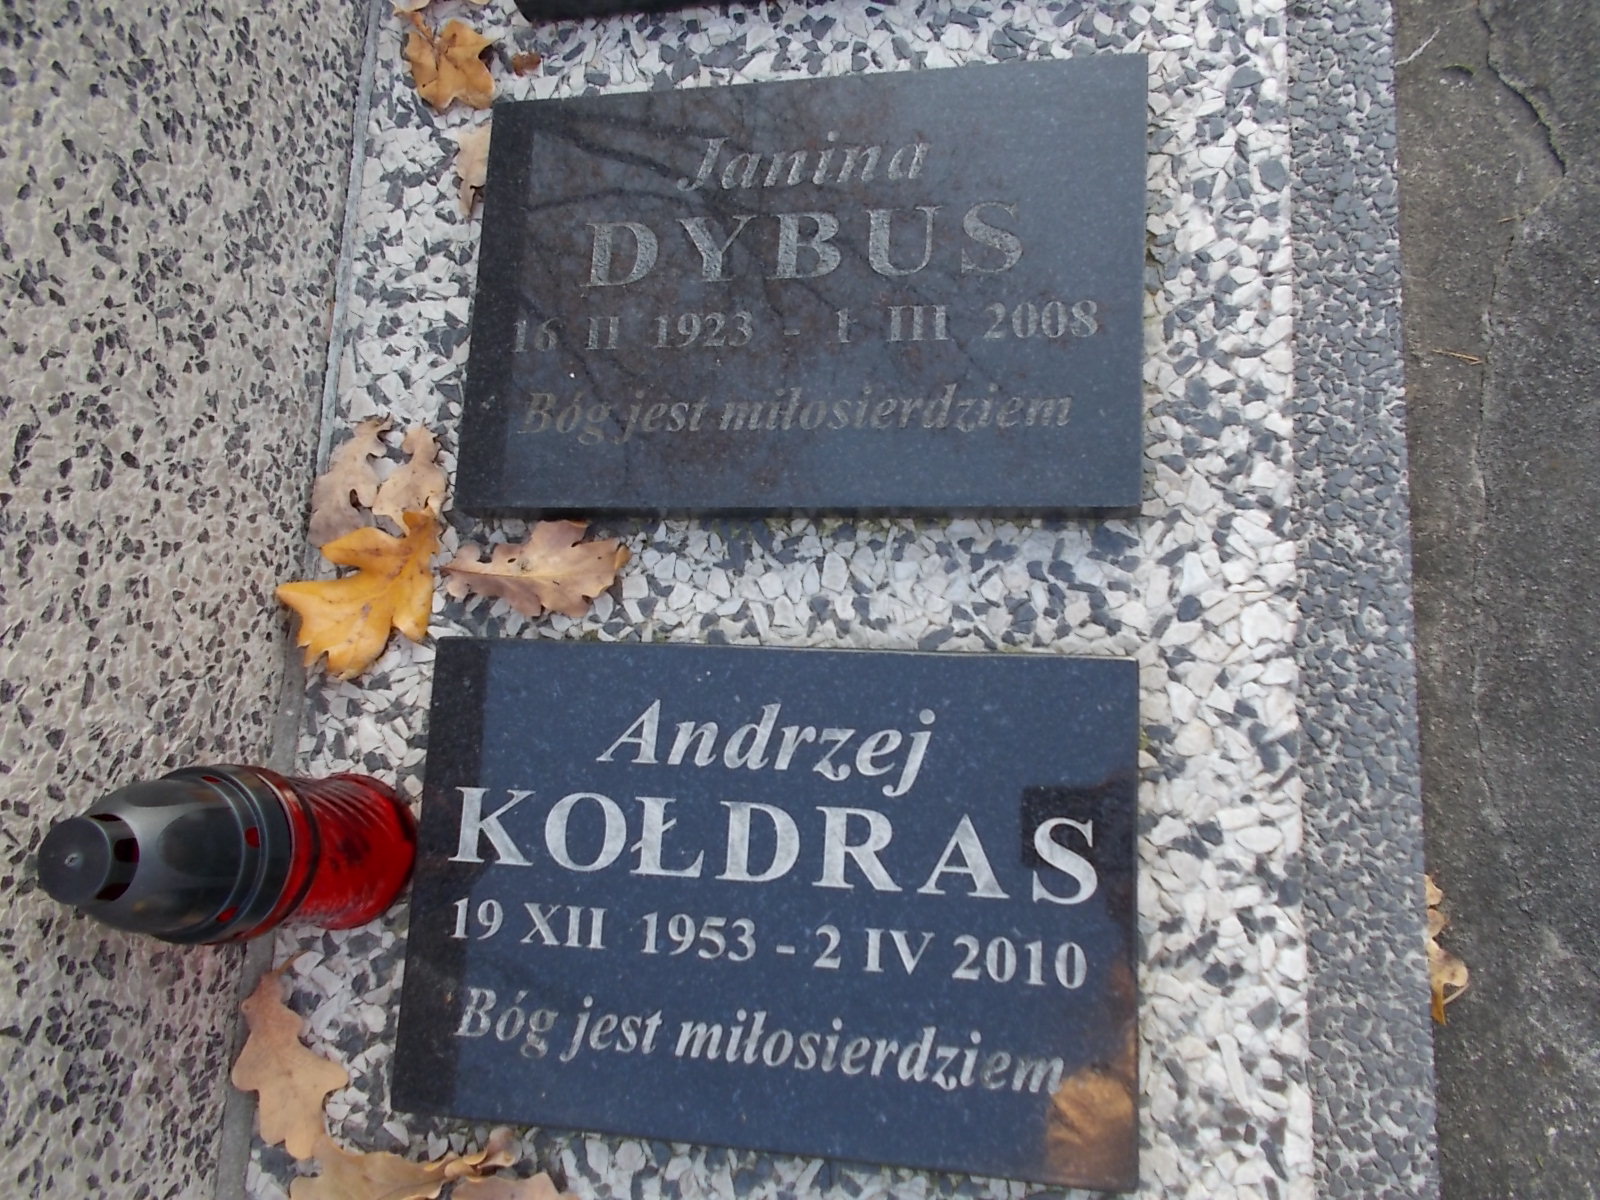 Janina
DYBUS
16 II 1923 - 1 III 2008
Bóg jest miłosierdziem
Andrzej
KOŁDRAS
19 XII 1953 - 2 IV 2010
Bóg jest miłosierdziem